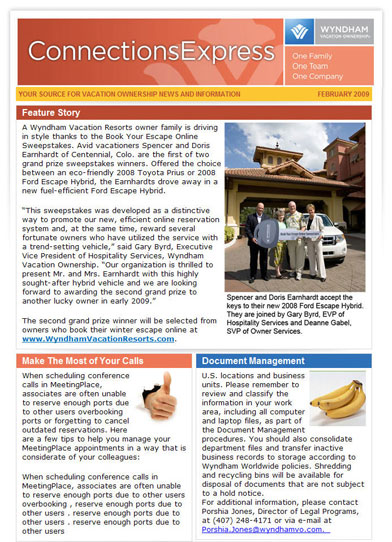 ConnectionsExpress
WYNDHAM
VACATION OWNERSHIP
One Family
One Team
One Company
YOUR SOURCE FOR VACATION OWNERSHIP NEWS AND INFORMATION
FEBRUARY 2009
Feature Story
A Wyndham Vacation Resorts owner family is driving
in style thanks to the Book Your Escape Online
Sweepstakes. Avid vacationers Spencer and Doris
Earnhardt of Centennial, Colo. are the first of two
grand prize sweepstakes winners. Offered the choice
between an eco-friendly 2008 Toyota Prius or 2008
Ford Escape Hybrid, the Earnhardts drove away in a
new fuel-efficient Ford Escape Hybrid.
"This sweepstakes was developed as a distinctive
way to promote our new, efficient online reservation
system and, at the same time, reward several
fortunate owners who have utilized the service with
a trend-setting vehicle," said Gary Byrd, Executive
Vice President of Hospitality Services, Wyndham
Vacation Ownership. "Our organization is thrilled to
present Mr. and Mrs. Earnhardt with this highly
sought-after hybrid vehicle and we are looking
forward to awarding the second grand prize to
another lucky owner in early 2009."
The second grand prize winner will be selected from
owners who book their winter escape online at
www.WyndhamVacationResorts.com.
Spencer and Doris Earnhardt accept the
keys to their new 2008 Ford Escape Hybrid.
They are joined by Gary Byrd, EVP of
Hospitality Services and Deanne Gabel,
SVP of Owner Services.
Make The Most of Your Calls
When scheduling conference
calls in MeetingPlace,
associates are often unable
to reserve enough ports due
to other users overbooking
ports or forgetting to cancel
outdated reservations. Here
are a few tips to help you manage your
MeetingPlace appointments in a way that is
considerate of your colleagues:
When scheduling conference calls in
MeetingPlace, associates are often unable
to reserve enough ports due to other users
overbooking , reserve enough ports due to
other users . reserve enough ports due to
other users . reserve enough ports due to
other users
Document Management
U.S. locations and business
units. Please remember to
review and classify the
information in your work
area, including all computer
and laptop files, as part of
the Document Management
procedures. You should also consolidate
department files and transfer inactive
business records to storage according to
Wyndham Worldwide policies. Shredding
and recycling bins will be available for
disposal of documents that are not subject
to a hold notice.
For additional information, please contact
Porshia Jones, Director of Legal Programs,
at (407) 248-4171 or via e-mail at
Porshia.Jones@wyndhamvo.com.